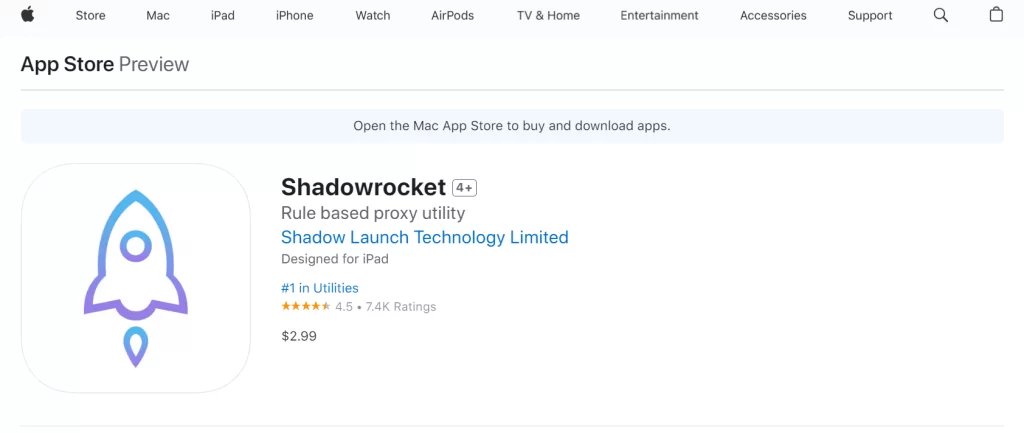 Store Mac iPad iPhone Watch AirPods TV & Home Entertainment Accessories Support
App Store Preview
Open the Mac App Store to buy and download apps.
Shadowrocket 4+
Rule based proxy utility
Shadow Launch Technology Limited
Designed for iPad
#1 in Utilities
4.5 • 7.4K Ratings
$2.99